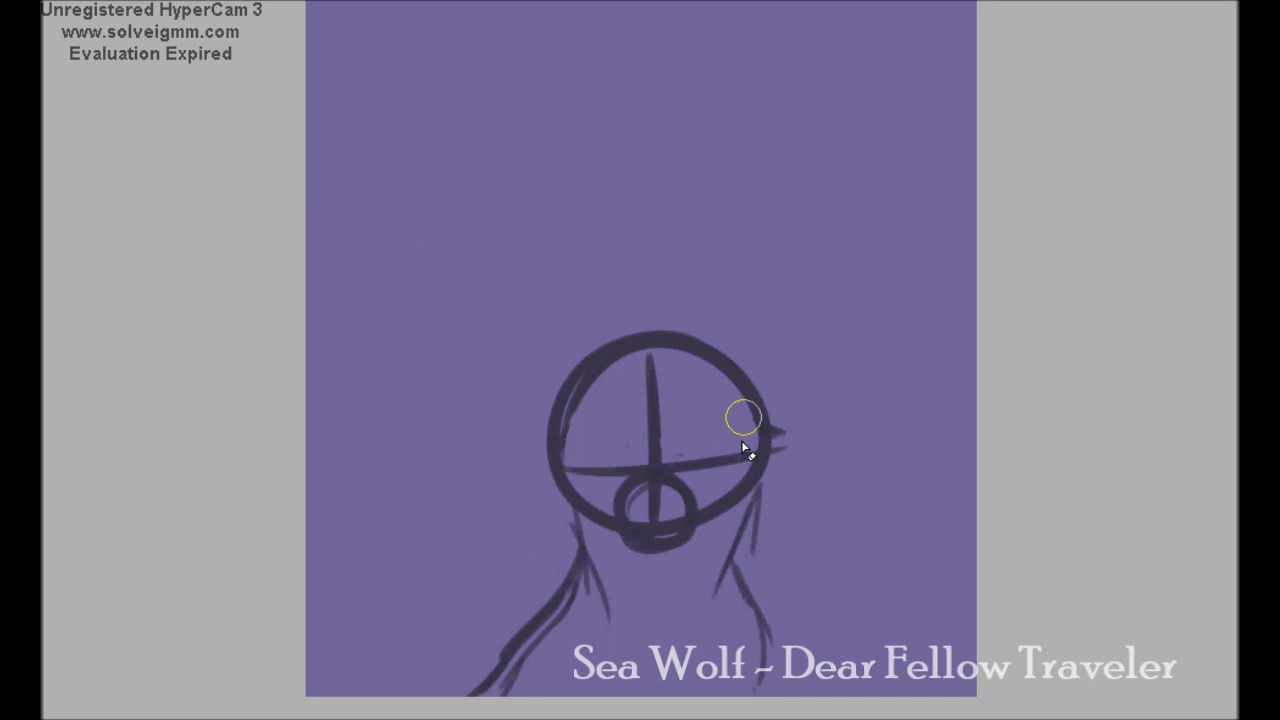 Unregistered HyperCam 3
www.solveigmm.com
Evaluation Expired
Sea Wolf - Dear Fellow Traveler